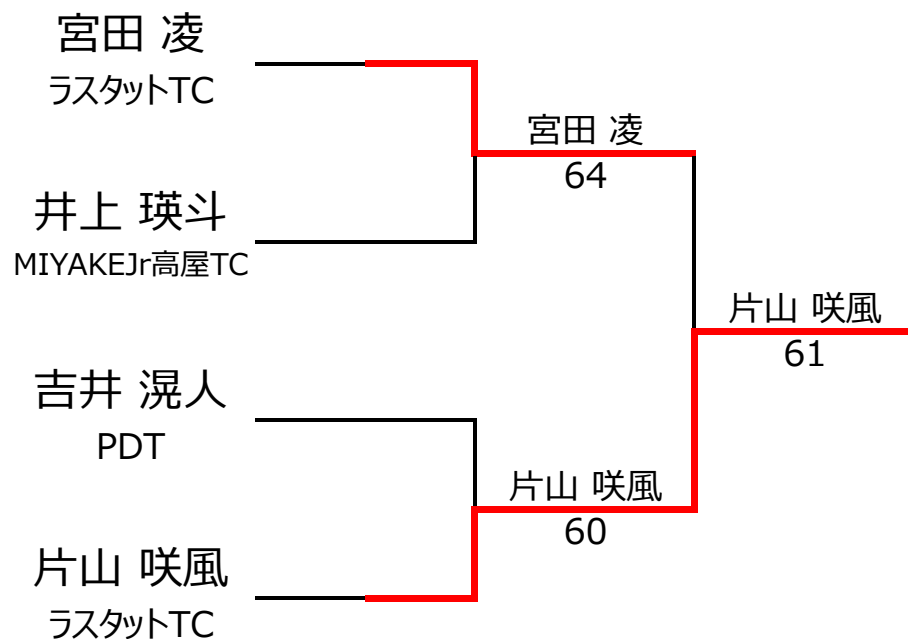 宮田 凌
ラスタットTC
宮田 凌
64
井上 瑛斗
MIYAKEJr高屋TC
片山 咲風
61
吉井 滉人
PDT
片山 咲風
60
片山 咲風
ラスタットTC